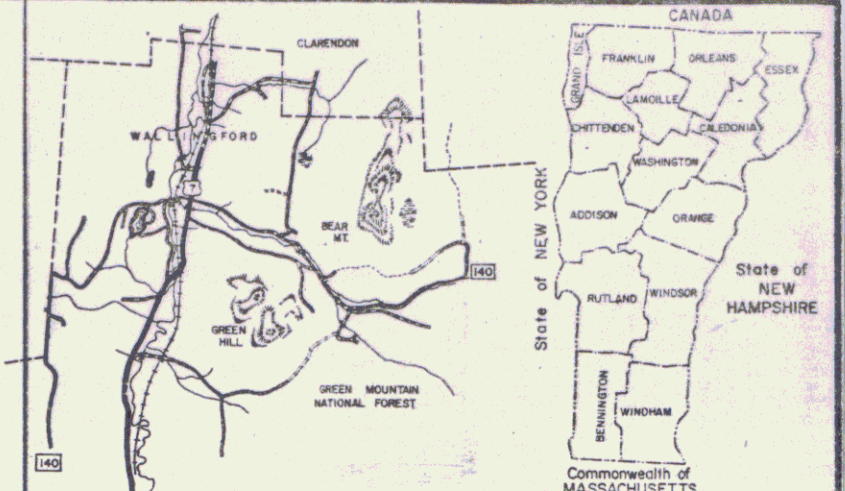 CLARENDON
WALLINGFORD
7
BEAR
MT.
140
GREEN
HILL
GREEN MOUNTAIN
NATIONAL FOREST
140
CANADA
GRAND ISLE
FRANKLIN
ORLEANS
ESSEX
LAMOILLE
CHITTENDEN
CALEDONIA
WASHINGTON
State of NEW YORK
ADDISON
ORANGE
State of
NEW
HAMPSHIRE
RUTLAND
WINDSOR
BENNINGTON
WINDHAM
Commonwealth of
MASSACHUSETTS